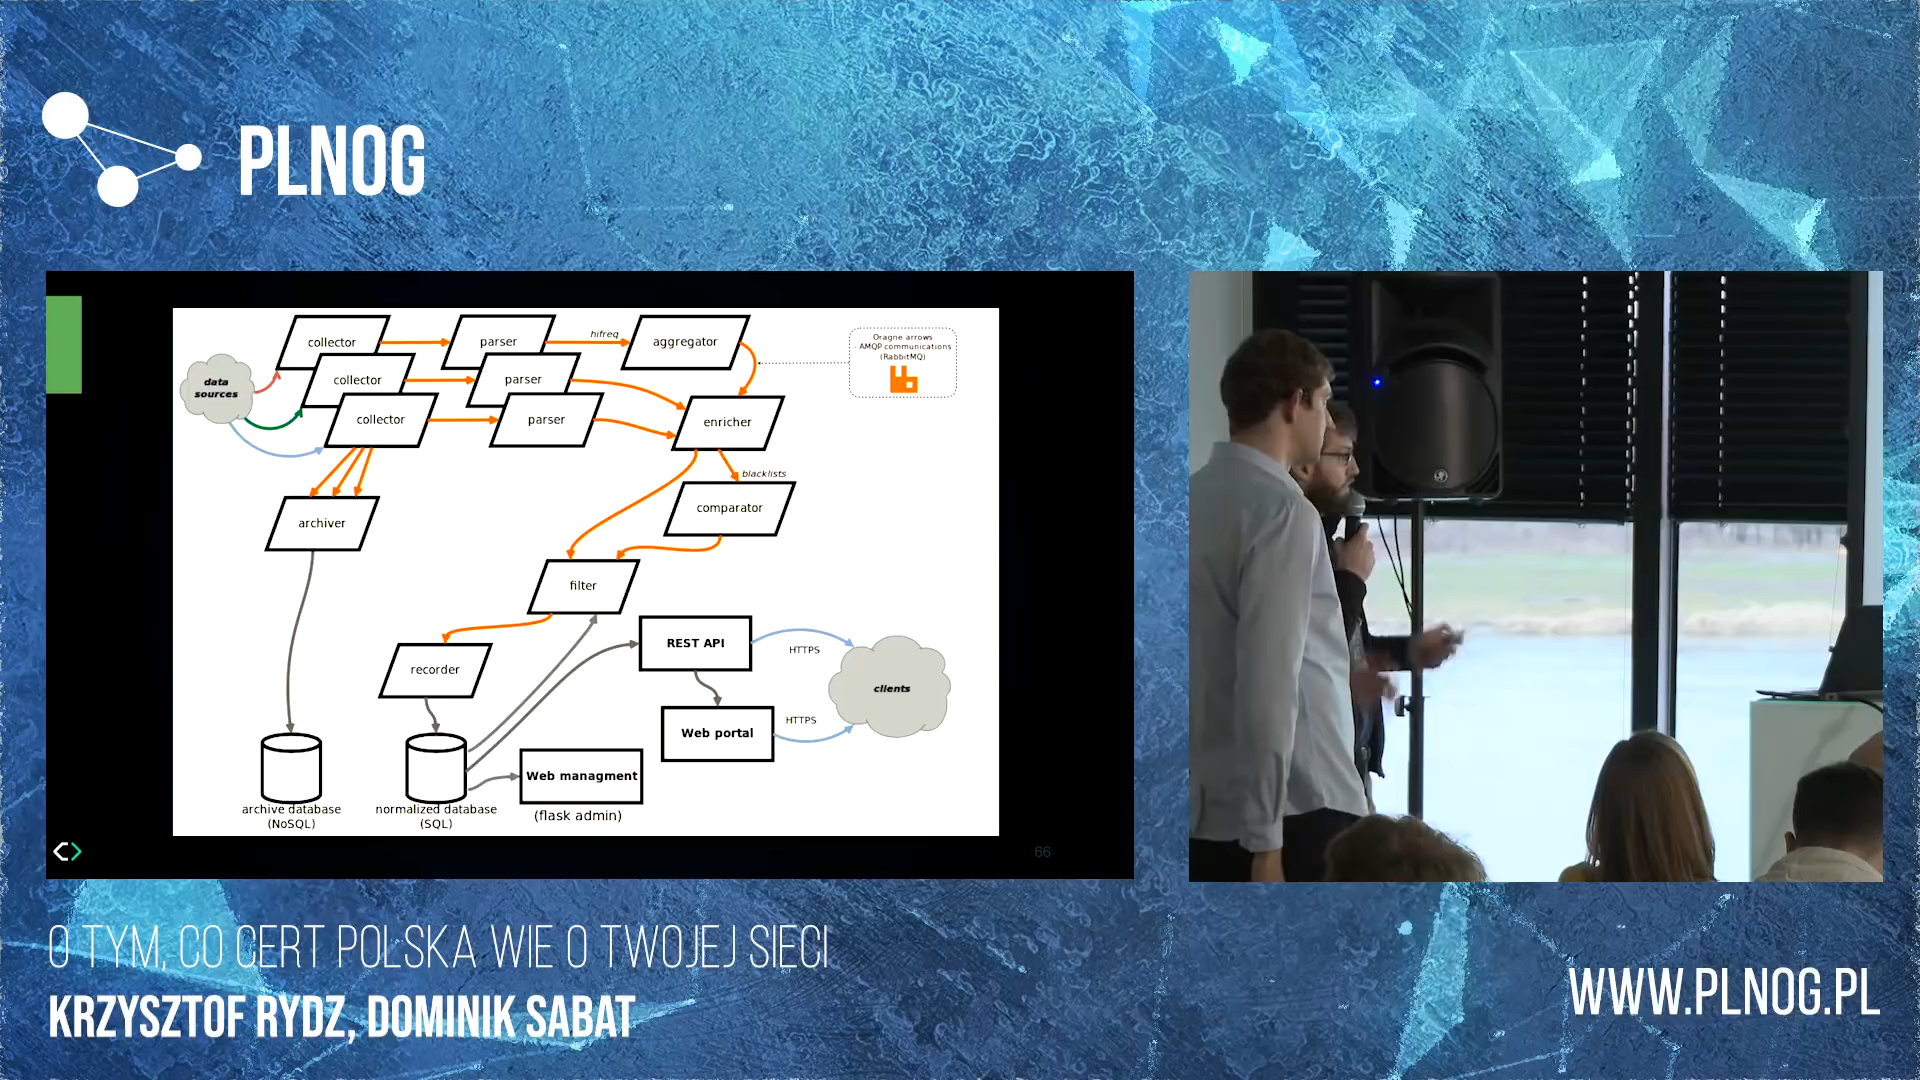 PLNOG
collector
parser
hifreq
aggregator
Oragne arrows
- AMQP communications
(RabbitMQ)
data
sources
collector
parser
collector
parser
enricher
blacklists
comparator
archiver
filter
REST API
HTTPS
recorder
clients
HTTPS
Web portal
Web managment
archive database
(NoSQL)
normalized database
(SQL)
(flask admin)
66
O TYM, CO CERT POLSKA WIE O TWOJEJ SIECI
KRZYSZTOF RYDZ, DOMINIK SABAT
WWW.PLNOG.PL